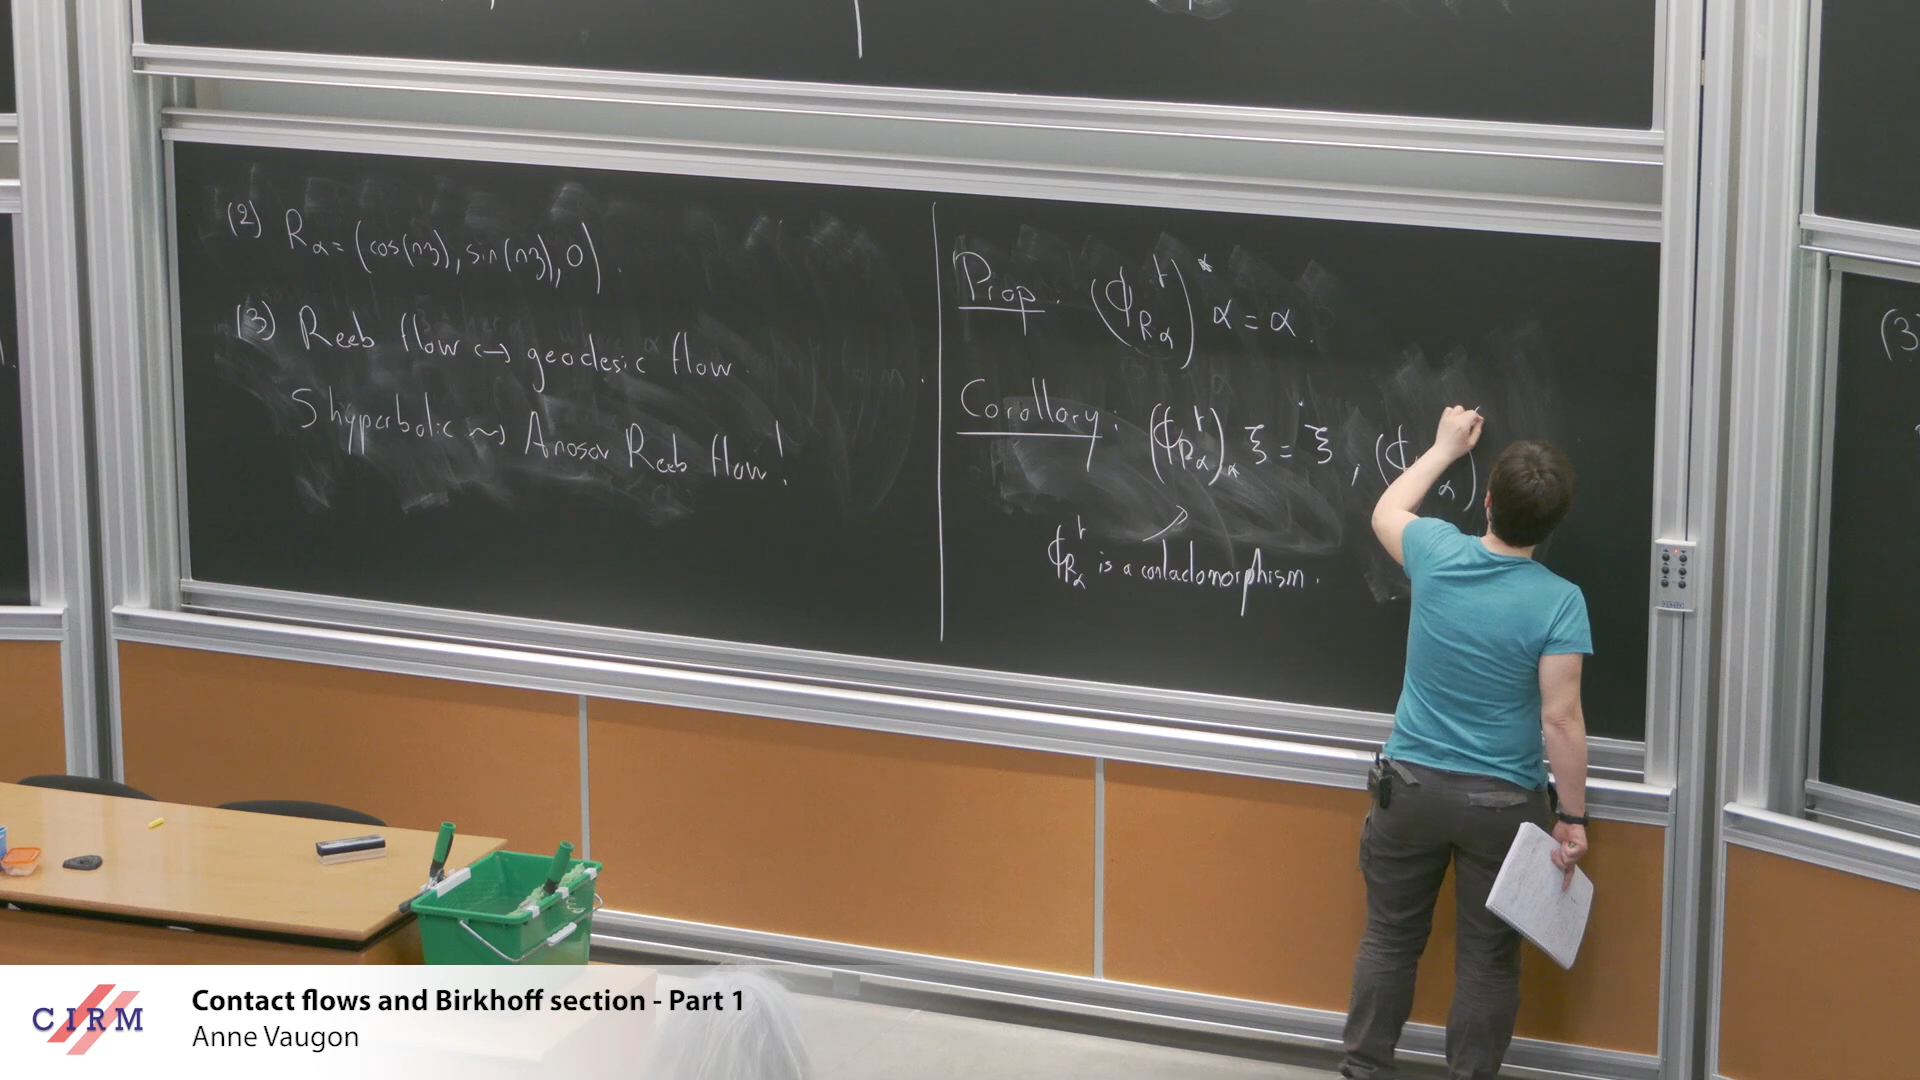 (2) R_α = (cos(nz), sin(nz), 0).
(3) Reeb flow ↔ geodesic flow.
S hyperbolic ⇝ Anosov Reeb flow!
Prop. (ϕ^t_{R_α})^* α = α.
Corollary: (ϕ^t_{R_α})_* ξ = ξ, (ϕ α)
ϕ^t_{R_α} is a contactomorphism.
(3
CIRM
Contact flows and Birkhoff section - Part 1
Anne Vaugon